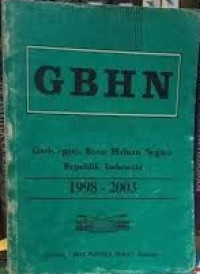 GBHN
Garis-garis Besar Haluan Negara
Republik Indonesia
1998 - 2003